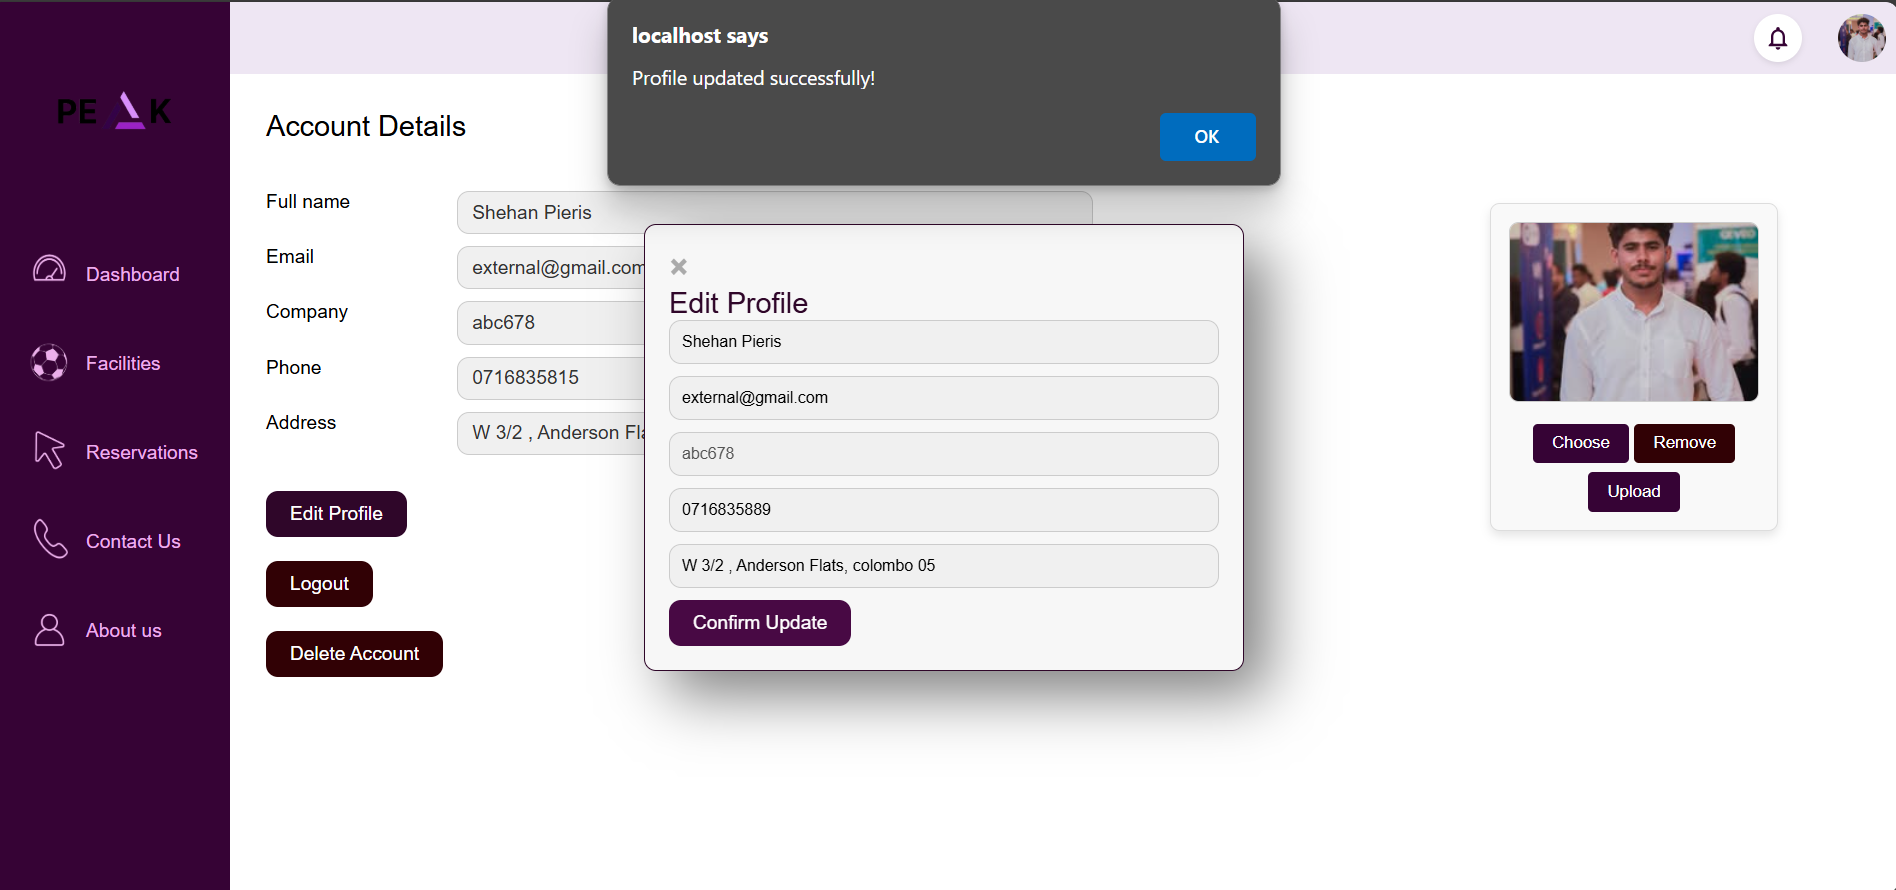 localhost says
Profile updated successfully!
OK
PE K
Dashboard
Facilities
Reservations
Contact Us
About us
Account Details
Full name
Shehan Pieris
Email
external@gmail.com
Company
abc678
Phone
0716835815
Address
W 3/2 , Anderson Fla
Edit Profile
Logout
Delete Account
×
Edit Profile
Shehan Pieris
external@gmail.com
abc678
0716835889
W 3/2 , Anderson Flats, colombo 05
Confirm Update
Choose
Remove
Upload